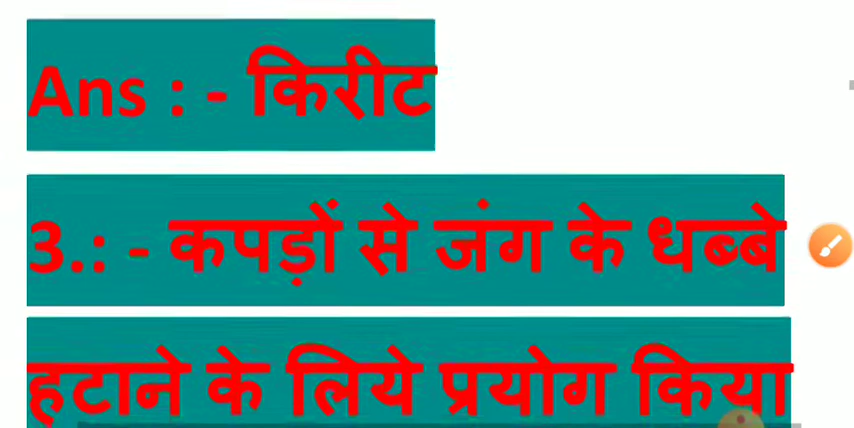 Ans : - किरीट
3.: - कपड़ों से जंग के धब्बे
हटाने के लिये प्रयोग किया